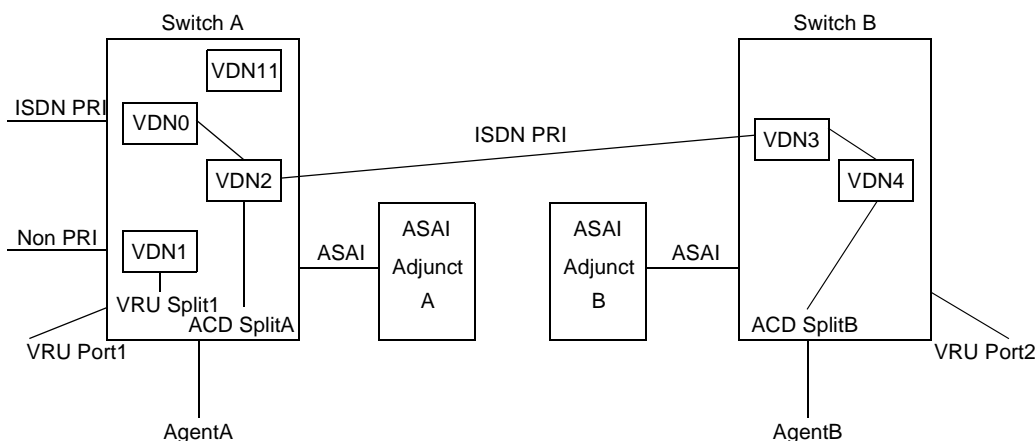 Switch A
Switch B
VDN11
ISDN PRI
VDN0
ISDN PRI
VDN3
VDN2
VDN4
Non PRI
VDN1
ASAI
ASAI
Adjunct
A
ASAI
Adjunct
B
ASAI
VRU Split1
ACD SplitA
ACD SplitB
VRU Port1
VRU Port2
AgentA
AgentB